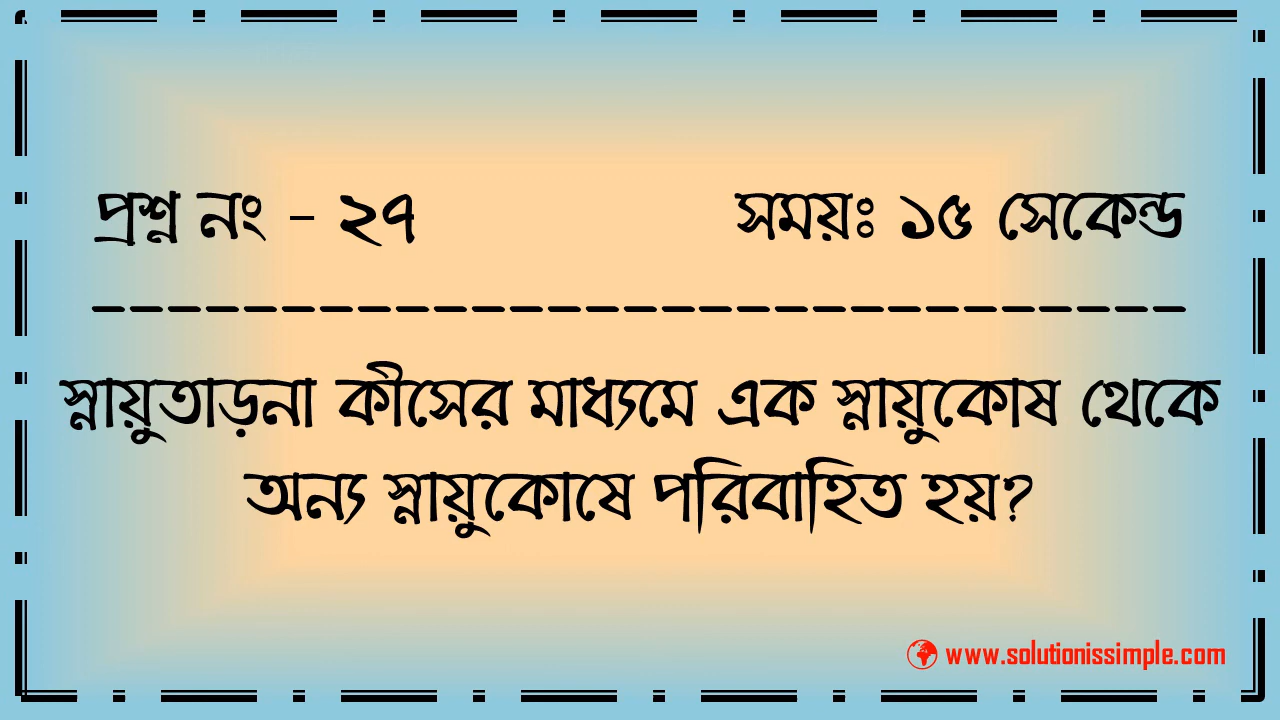 প্রশ্ন নং - ২৭ সময়ঃ ১৫ সেকেন্ড
স্নায়ুতাড়না কীসের মাধ্যমে এক স্নায়ুকোষ থেকে
অন্য স্নায়ুকোষে পরিবাহিত হয়?
www.solutionissimple.com